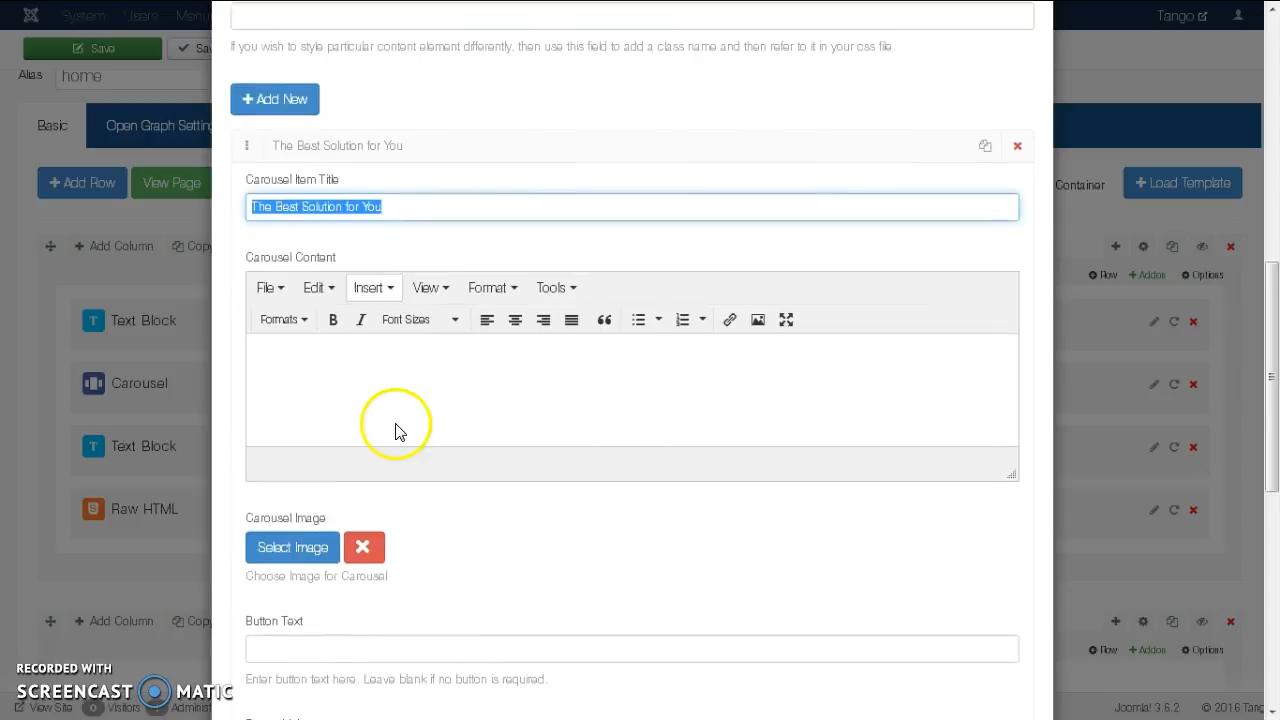 System Users Menu Tango
If you wish to style particular content element differently, then use this field to add a class name and then refer to it in your css file.
Save Sav
Alias home
Add New
Basic Open Graph Setting
The Best Solution for You
Add Row View Page Container Load Template
Carousel Item Title
The Best Solution for You
Add Column Copy
Carousel Content
Row Addon Options
File Edit Insert View Format Tools
Text Block
Formats B I Font Sizes
Carousel
Text Block
Raw HTML
Carousel Image
Select Image
Choose Image for Carousel
Add Column Copy
Button Text
Row Addon Options
Enter button text here. Leave blank if no button is required.
RECORDED WITH
SCREENCAST MATIC
View Site 0 Visitors Administ Joomla! 3.6.2 © 2016 Tango